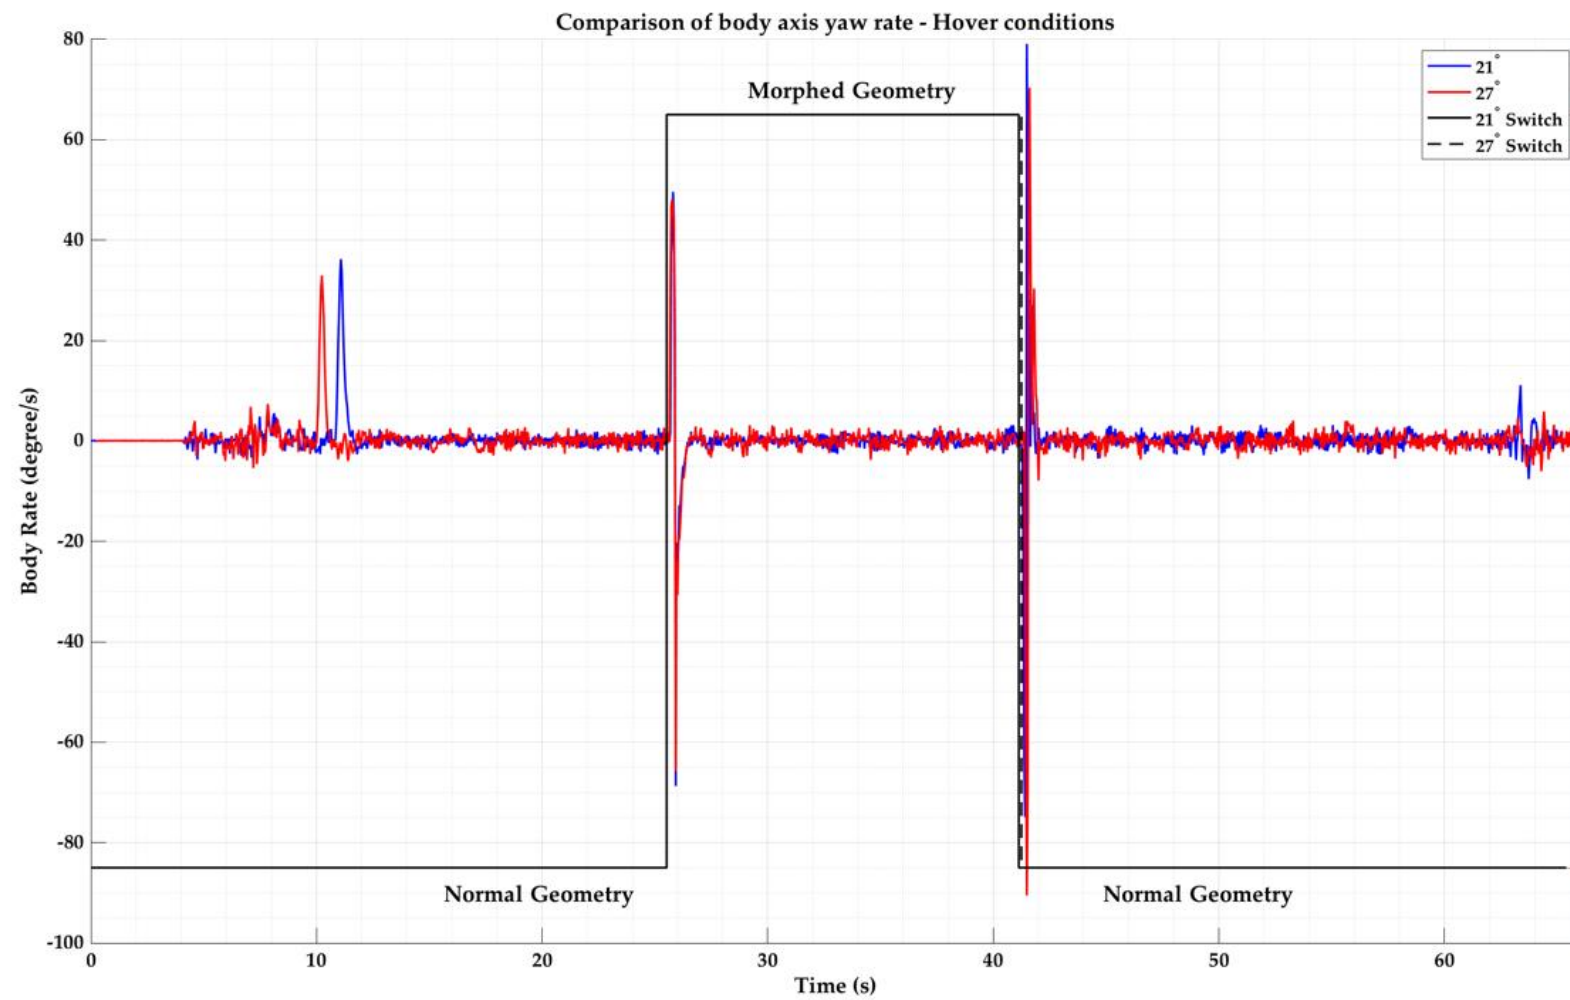 Comparison of body axis yaw rate - Hover conditions
80
60
40
20
0
-20
-40
-60
-80
-100
Body Rate (degree/s)
Morphed Geometry
Normal Geometry
Normal Geometry
21°
27°
21° Switch
27° Switch
0 10 20 30 40 50 60
Time (s)